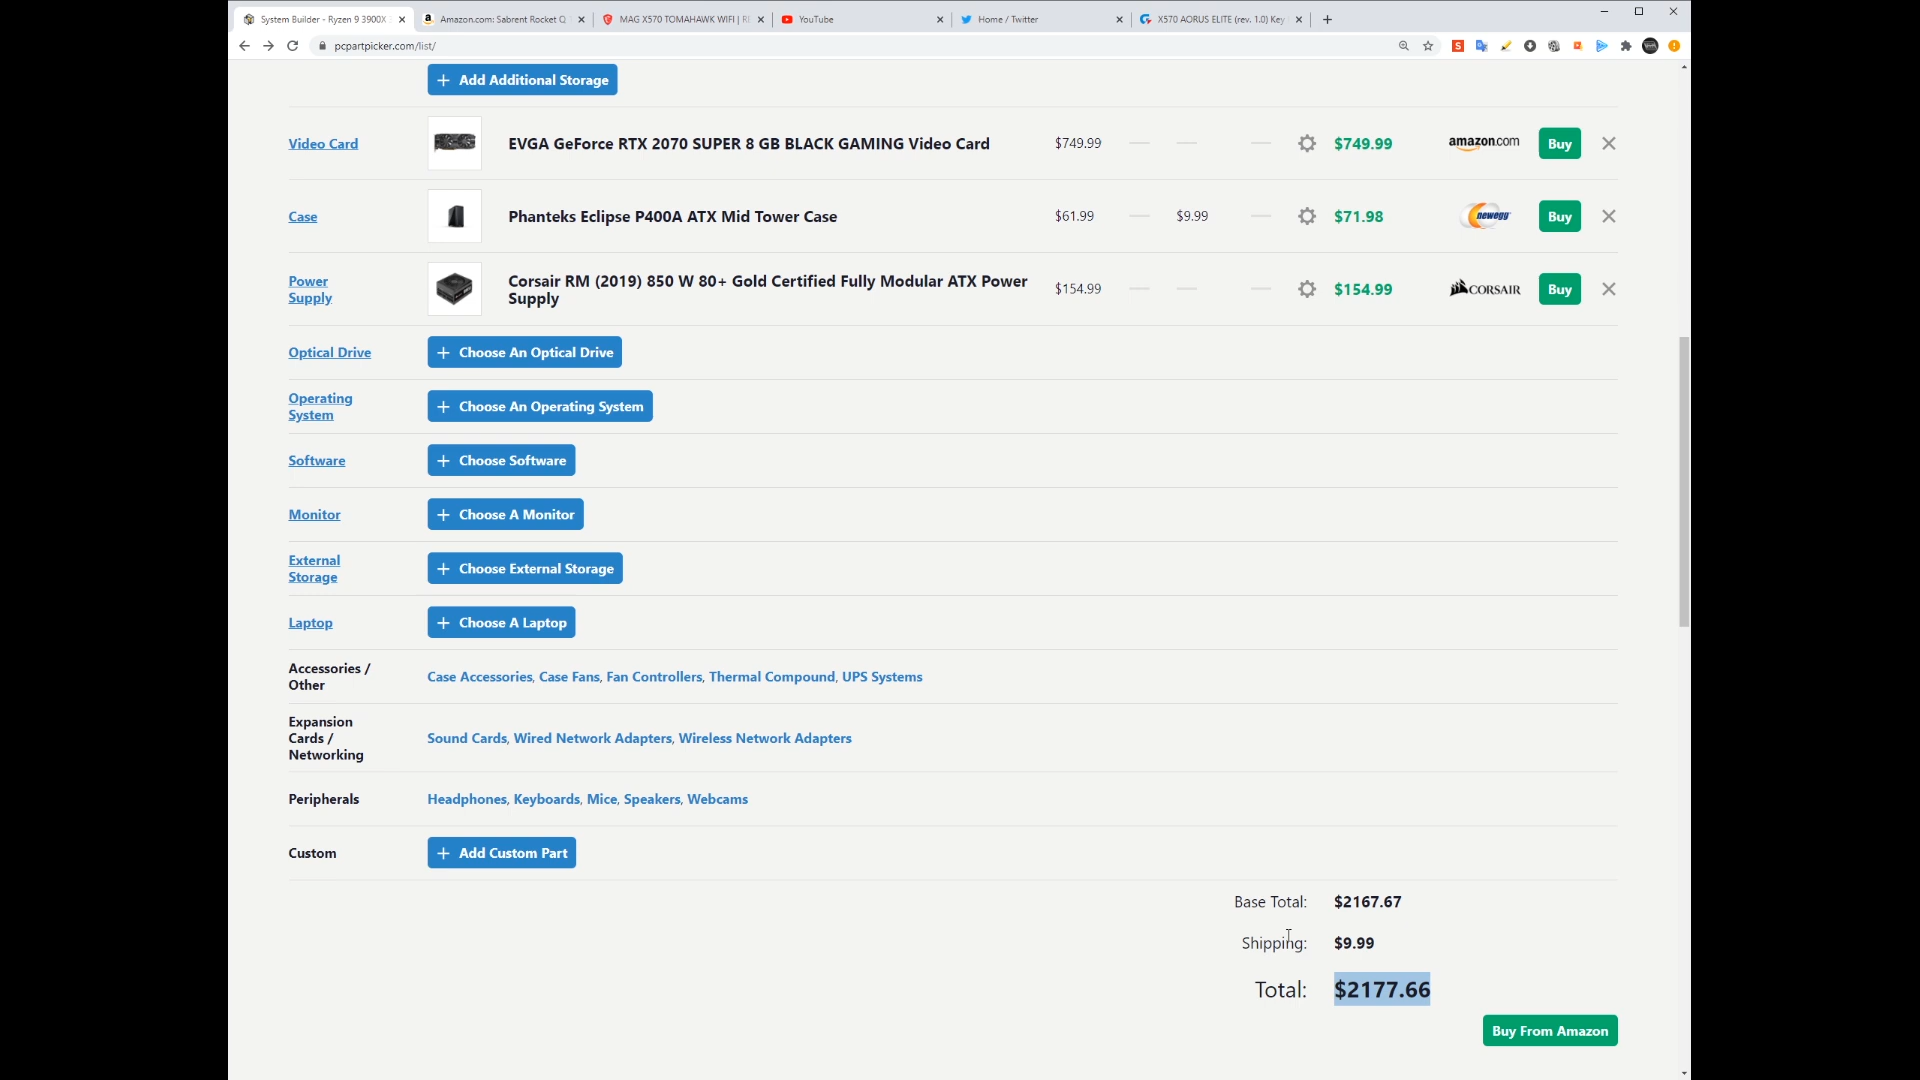 System Builder - Ryzen 9 3900X
Amazon.com: Sabrent Rocket Q
MAG X570 TOMAHAWK WIFI |
YouTube
Home / Twitter
X570 AORUS ELITE (rev. 1.0) Key
pcpartpicker.com/list/
Add Additional Storage
Video Card
EVGA GeForce RTX 2070 SUPER 8 GB BLACK GAMING Video Card
$749.99
$749.99
amazon.com
Buy
Case
Phanteks Eclipse P400A ATX Mid Tower Case
$61.99
$9.99
$71.98
newegg
Buy
Power
Supply
Corsair RM (2019) 850 W 80+ Gold Certified Fully Modular ATX Power
Supply
$154.99
$154.99
CORSAIR
Buy
Optical Drive
Choose An Optical Drive
Operating
System
Choose An Operating System
Software
Choose Software
Monitor
Choose A Monitor
External
Storage
Choose External Storage
Laptop
Choose A Laptop
Accessories /
Other
Case Accessories, Case Fans, Fan Controllers, Thermal Compound, UPS Systems
Expansion
Cards /
Networking
Sound Cards, Wired Network Adapters, Wireless Network Adapters
Peripherals
Headphones, Keyboards, Mice, Speakers, Webcams
Custom
Add Custom Part
Base Total: $2167.67
Shipping: $9.99
Total: $2177.66
Buy From Amazon